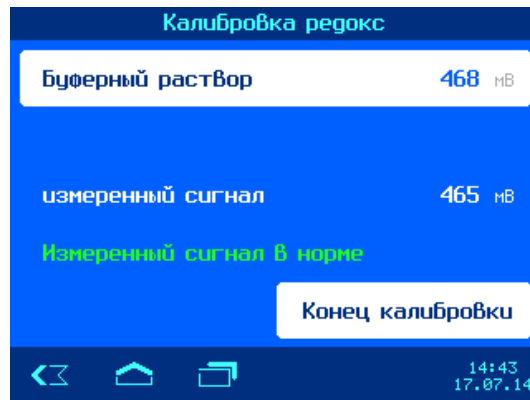 Калибровка редокс
Буферный раствор 468 мВ
измеренный сигнал 465 мВ
Измеренный сигнал в норме
Конец калибровки
14:43
17.07.14